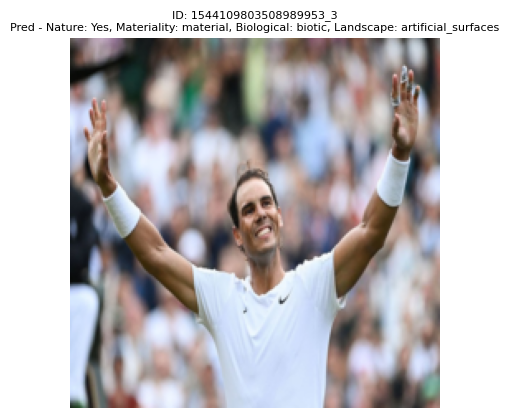 ID: 1544109803508989953_3
Pred - Nature: Yes, Materiality: material, Biological: biotic, Landscape: artificial_surfaces